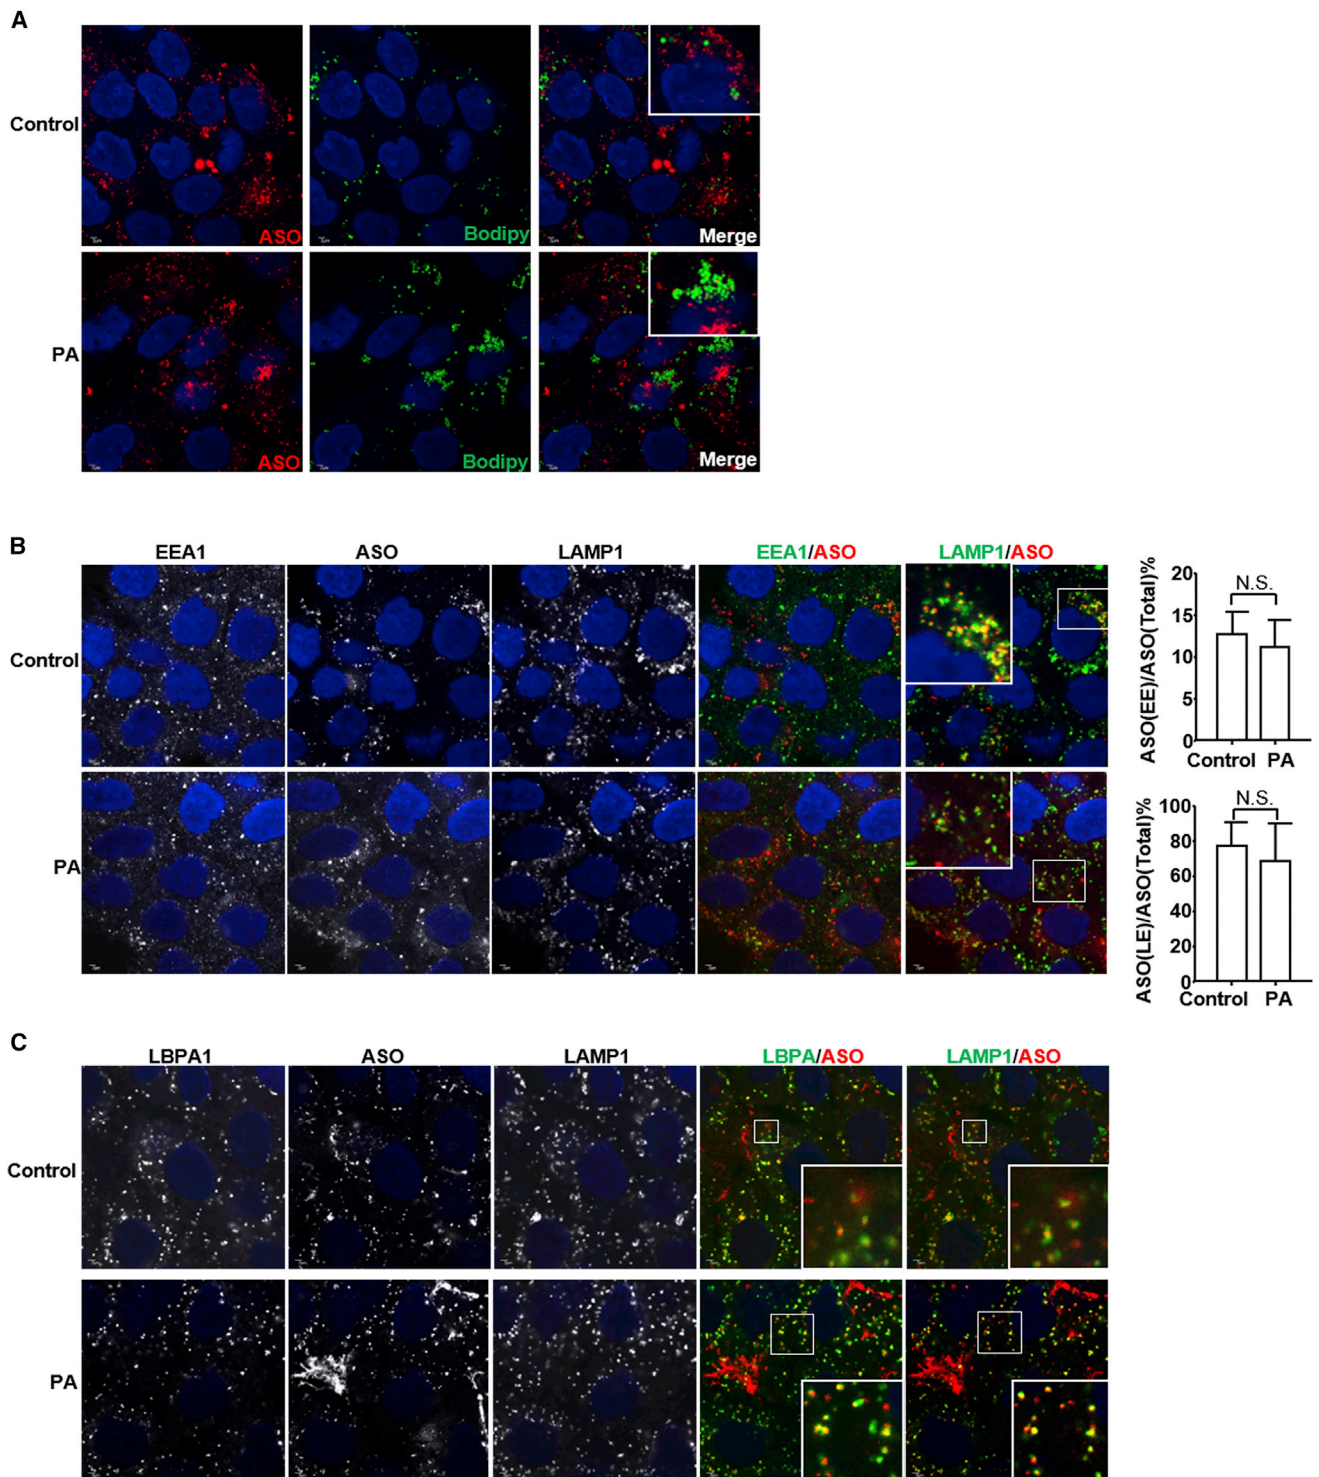 A
Control
ASO
Bodipy
Merge
PA
ASO
Bodipy
Merge
B
EEA1 ASO LAMP1 EEA1/ASO LAMP1/ASO
Control
PA
ASO(EE)/ASO(Total)%
20
15
10
5
0
N.S.
Control PA
ASO(LE)/ASO(Total)%
100
80
60
40
20
0
N.S.
Control PA
C
LBPA1 ASO LAMP1 LBPA/ASO LAMP1/ASO
Control
PA